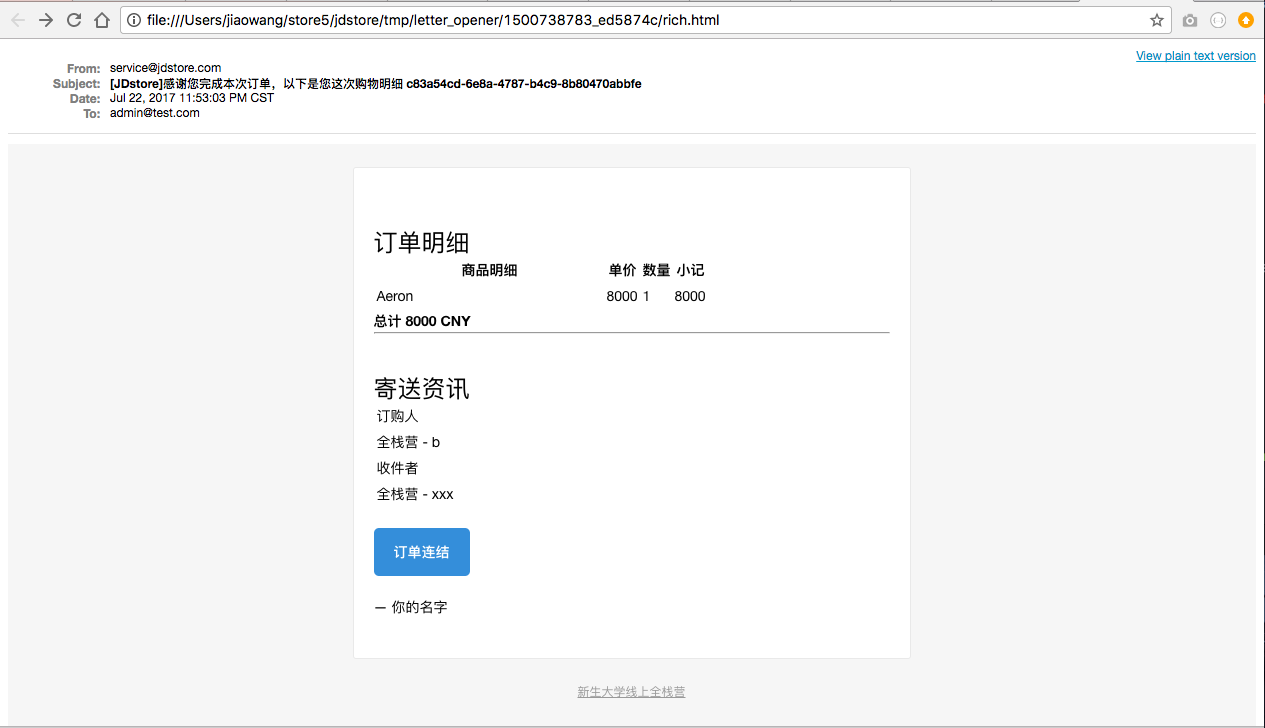 file:///Users/jiaowang/store5/jdstore/tmp/letter_opener/1500738783_ed5874c/rich.html
View plain text version
From: service@jdstore.com
Subject: [JDstore]感谢您完成本次订单，以下是您这次购物明细 c83a54cd-6e8a-4787-b4c9-8b80470abbfe
Date: Jul 22, 2017 11:53:03 PM CST
To: admin@test.com
订单明细
商品明细 单价 数量 小记
Aeron 8000 1 8000
总计 8000 CNY
寄送资讯
订购人
全栈营 - b
收件者
全栈营 - xxx
订单连结
— 你的名字
新生大学线上全栈营